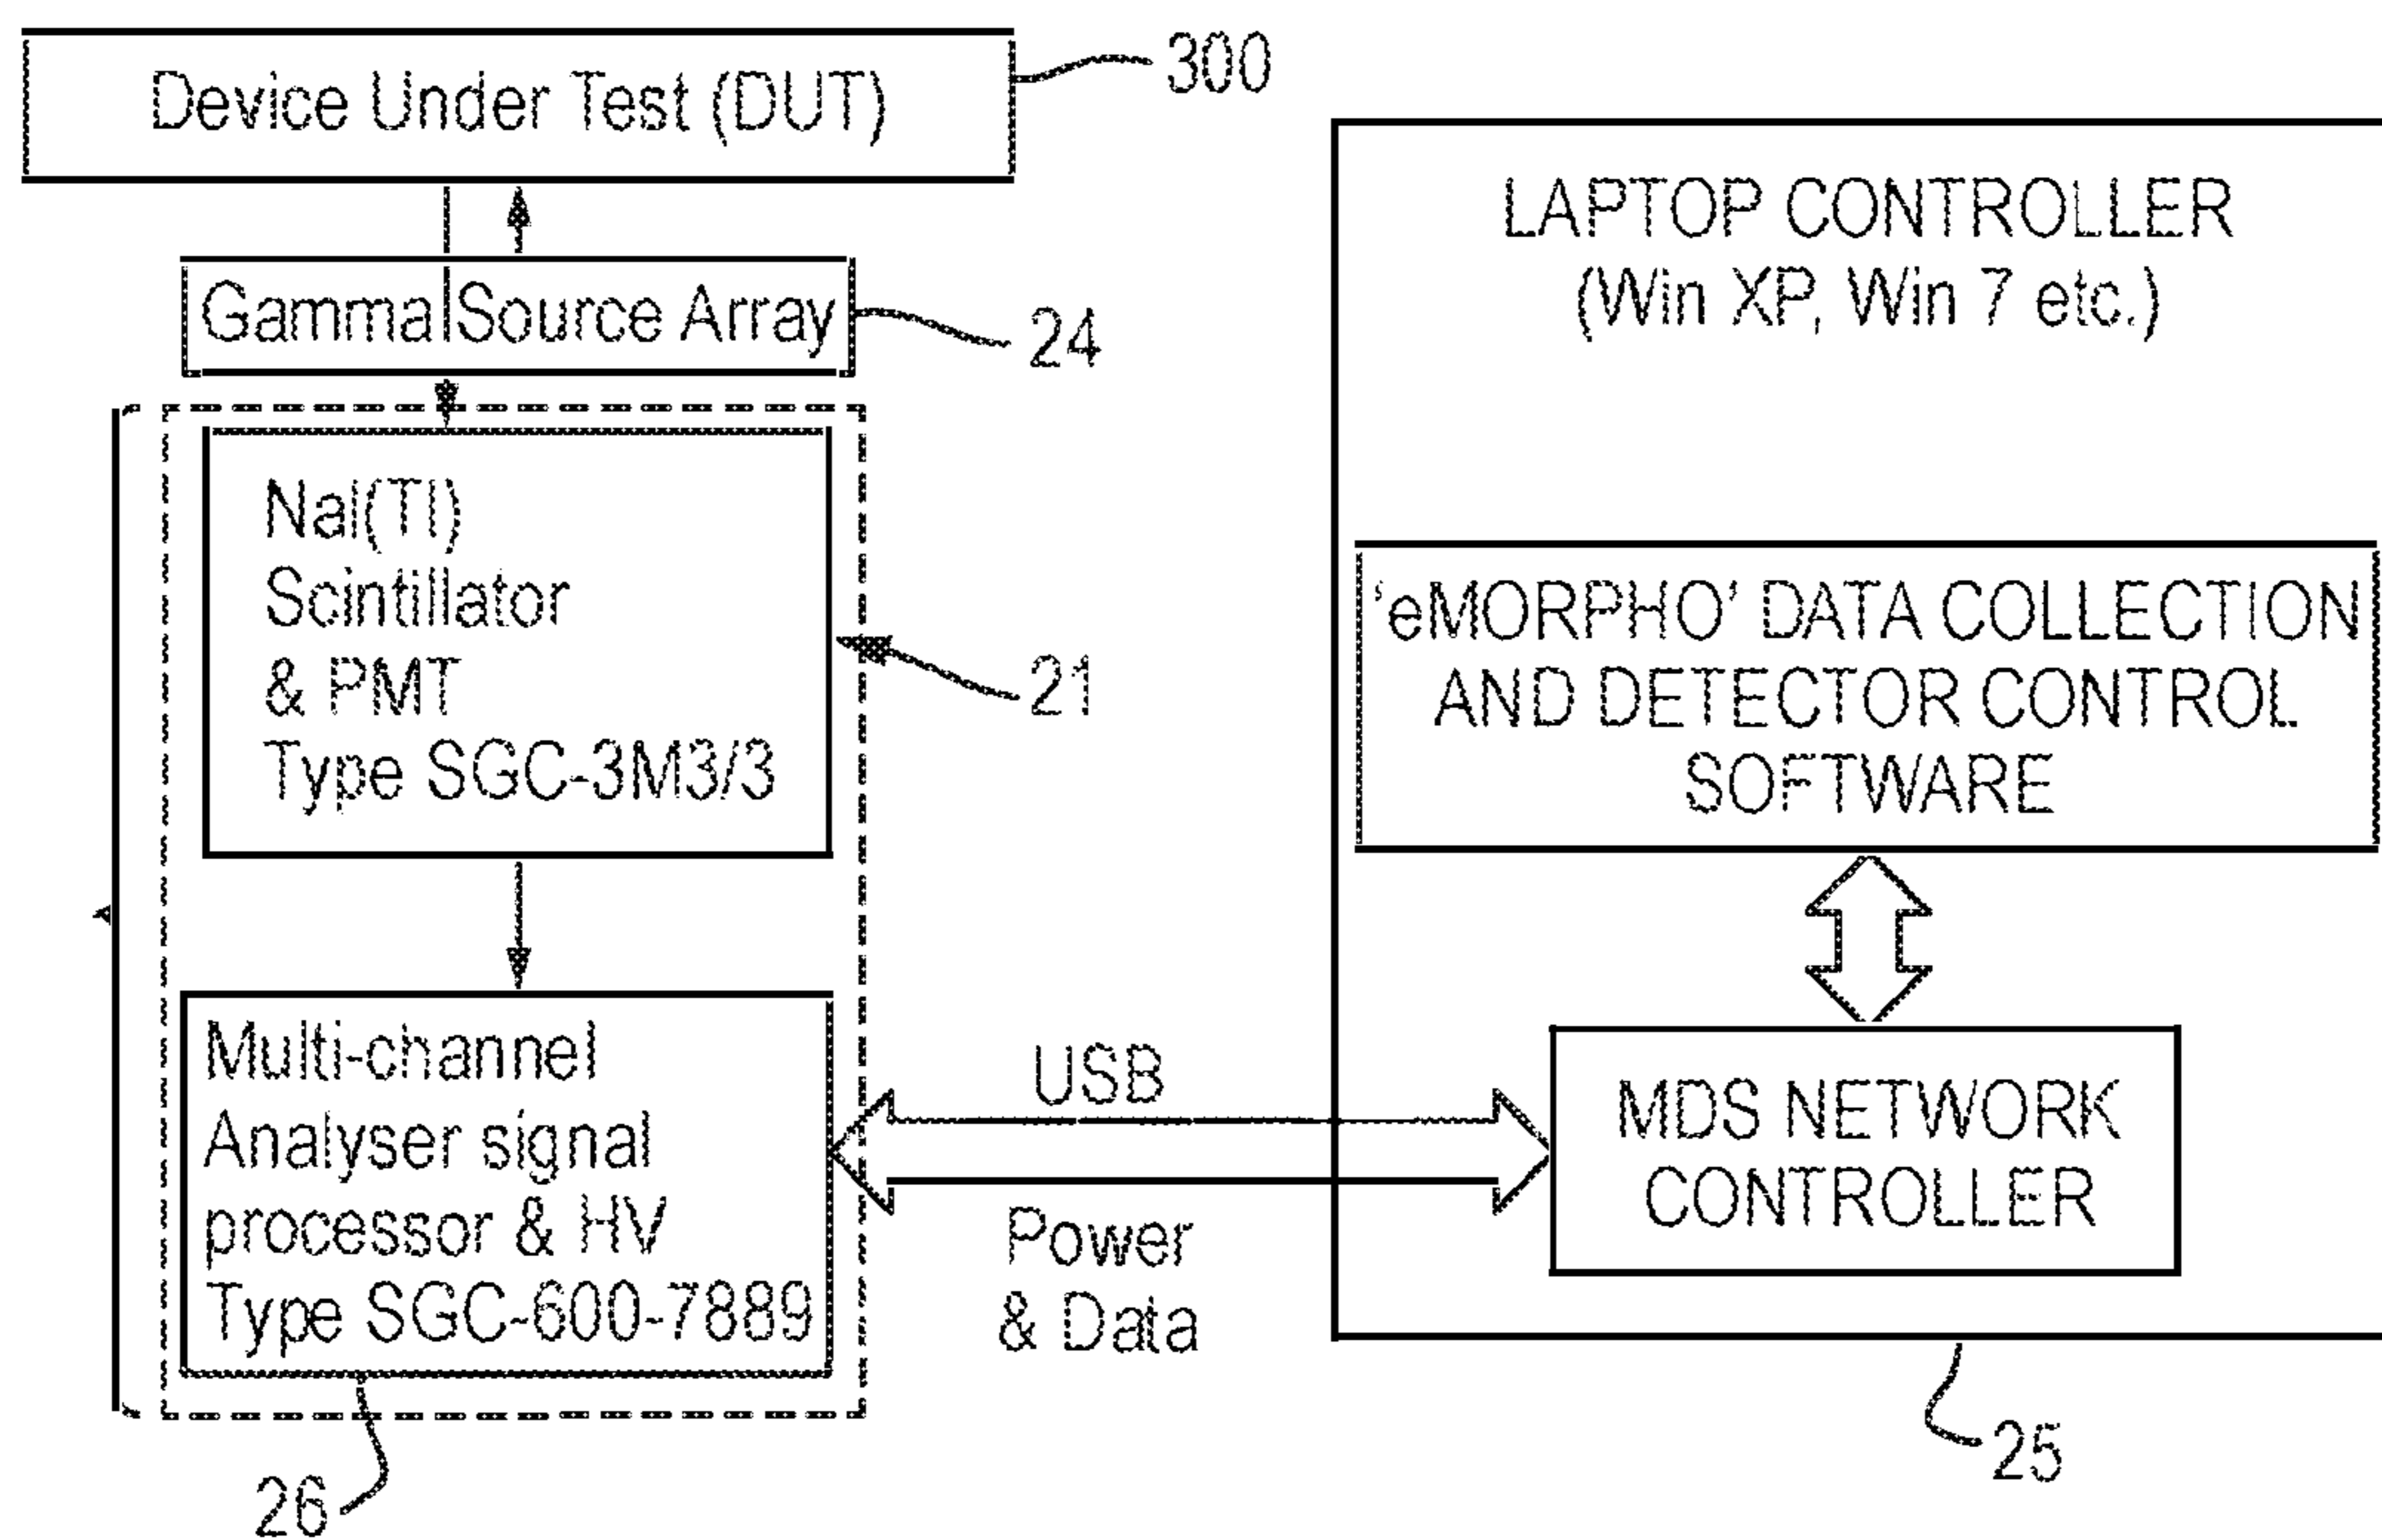 Device Under Test (DUT)
300
Gamma Source Array
24
NaI(Tl)
Scintillator
& PMT
Type SGC-3M3/3
21
Multi-channel
Analyser signal
processor & HV
Type SGC-600-7889
26
USB
Power
& Data
LAPTOP CONTROLLER
(Win XP, Win 7 etc.)
'eMORPHO' DATA COLLECTION
AND DETECTOR CONTROL
SOFTWARE
MDS NETWORK
CONTROLLER
25